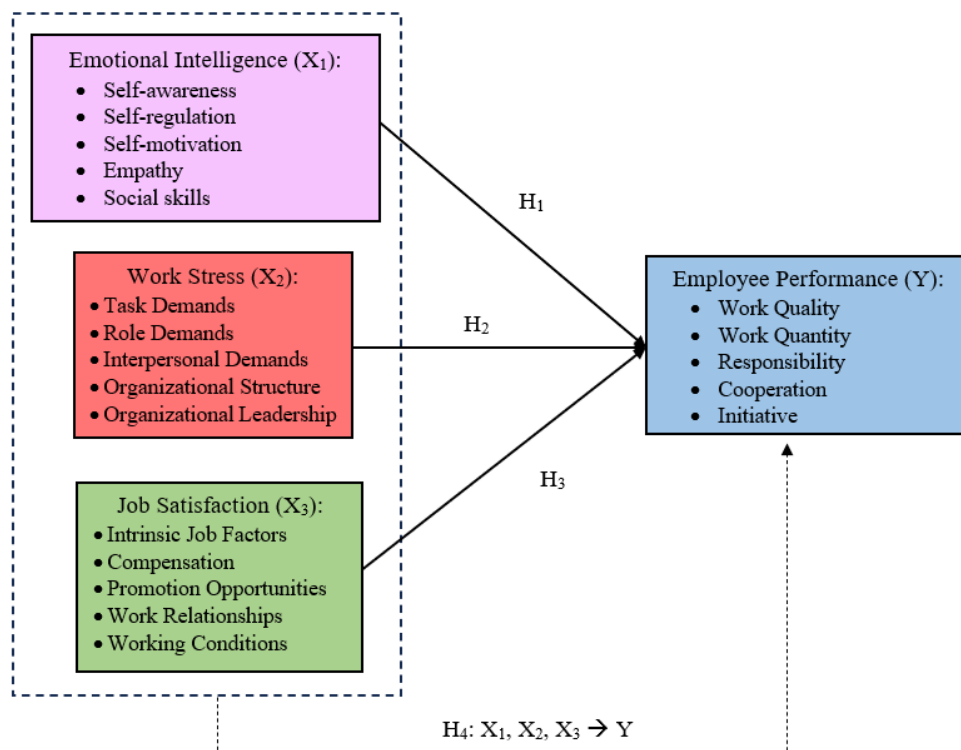 Emotional Intelligence (X₁):
• Self-awareness
• Self-regulation
• Self-motivation
• Empathy
• Social skills
H₁
Work Stress (X₂):
• Task Demands
• Role Demands
• Interpersonal Demands
• Organizational Structure
• Organizational Leadership
H₂
Employee Performance (Y):
• Work Quality
• Work Quantity
• Responsibility
• Cooperation
• Initiative
Job Satisfaction (X₃):
• Intrinsic Job Factors
• Compensation
• Promotion Opportunities
• Work Relationships
• Working Conditions
H₃
H₄: X₁, X₂, X₃ → Y